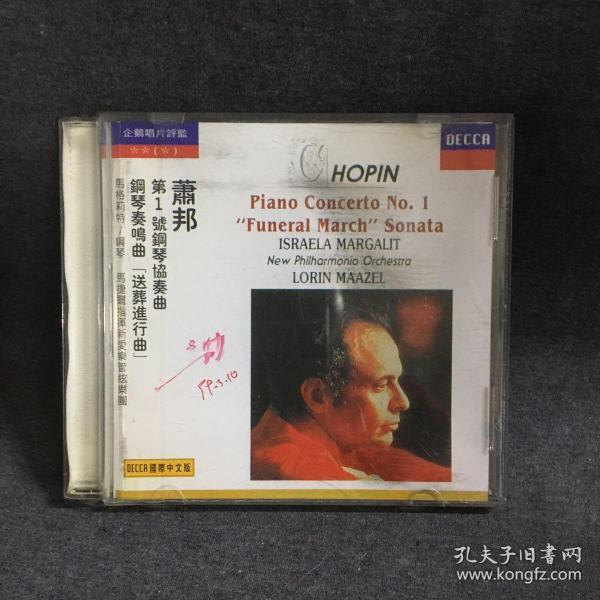 企鵝唱片評鑑
☆☆(☆)
DECCA
CHOPIN
Piano Concerto No. 1
"Funeral March" Sonata
ISRAELA MARGALIT
New Philharmonia Orchestra
LORIN MAAZEL
蕭邦
第1號鋼琴協奏曲
鋼琴奏鳴曲「送葬進行曲」
馬格莉特/鋼琴 馬捷爾指揮新愛樂管絃樂團
99.3.10
DECCA國際中文版
孔夫子旧书网
www.kongfz.com